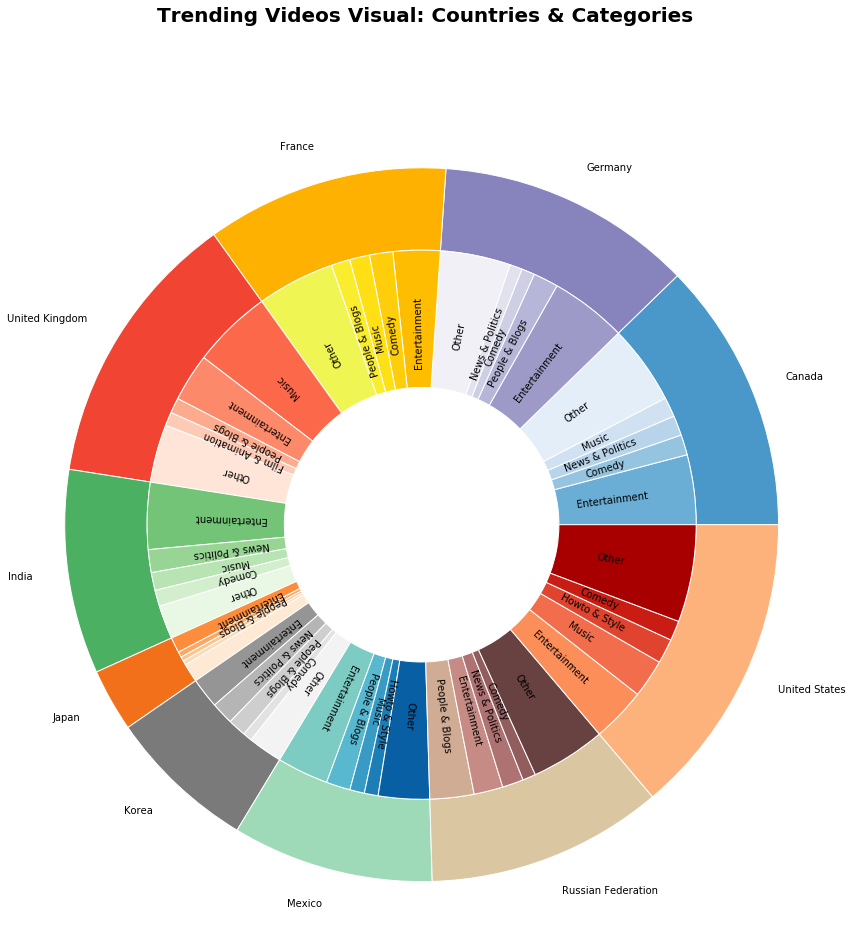 Trending Videos Visual: Countries & Categories
France
Germany
Canada
United Kingdom
India
Japan
Korea
Mexico
Russian Federation
United States
Entertainment
Comedy
News & Politics
Music
Other
Entertainment
People & Blogs
Comedy
News & Politics
Other
Entertainment
Comedy
Music
People & Blogs
Other
Music
Entertainment
People & Blogs
Film & Animation
Other
Entertainment
News & Politics
Music
Comedy
Other
Entertainment
People & Blogs
Entertainment
News & Politics
People & Blogs
Comedy
Other
Entertainment
People & Blogs
Music
Howto & Style
Other
People & Blogs
Entertainment
News & Politics
Comedy
Other
Entertainment
Music
Howto & Style
Comedy
Other